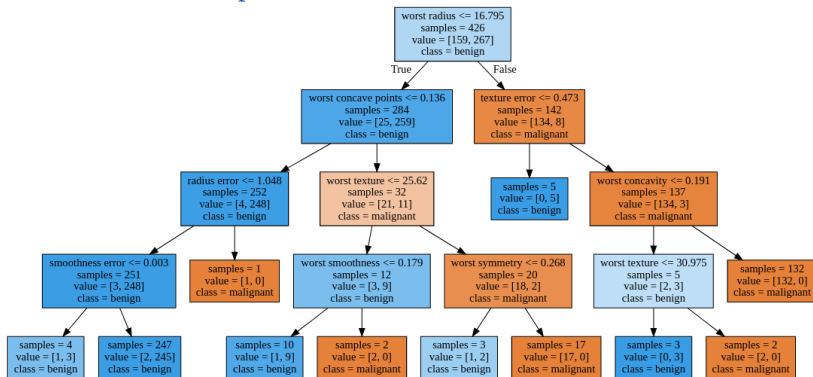 worst radius <= 16.795
samples = 426
value = [159, 267]
class = benign
True
False
worst concave points <= 0.136
samples = 284
value = [25, 259]
class = benign
texture error <= 0.473
samples = 142
value = [134, 8]
class = malignant
radius error <= 1.048
samples = 252
value = [4, 248]
class = benign
worst texture <= 25.62
samples = 32
value = [21, 11]
class = malignant
samples = 5
value = [0, 5]
class = benign
worst concavity <= 0.191
samples = 137
value = [134, 3]
class = malignant
smoothness error <= 0.003
samples = 251
value = [3, 248]
class = benign
samples = 1
value = [1, 0]
class = malignant
worst smoothness <= 0.179
samples = 12
value = [3, 9]
class = benign
worst symmetry <= 0.268
samples = 20
value = [18, 2]
class = malignant
worst texture <= 30.975
samples = 5
value = [2, 3]
class = benign
samples = 132
value = [132, 0]
class = malignant
samples = 4
value = [1, 3]
class = benign
samples = 247
value = [2, 245]
class = benign
samples = 10
value = [1, 9]
class = benign
samples = 2
value = [2, 0]
class = malignant
samples = 3
value = [1, 2]
class = benign
samples = 17
value = [17, 0]
class = malignant
samples = 3
value = [0, 3]
class = benign
samples = 2
value = [2, 0]
class = malignant